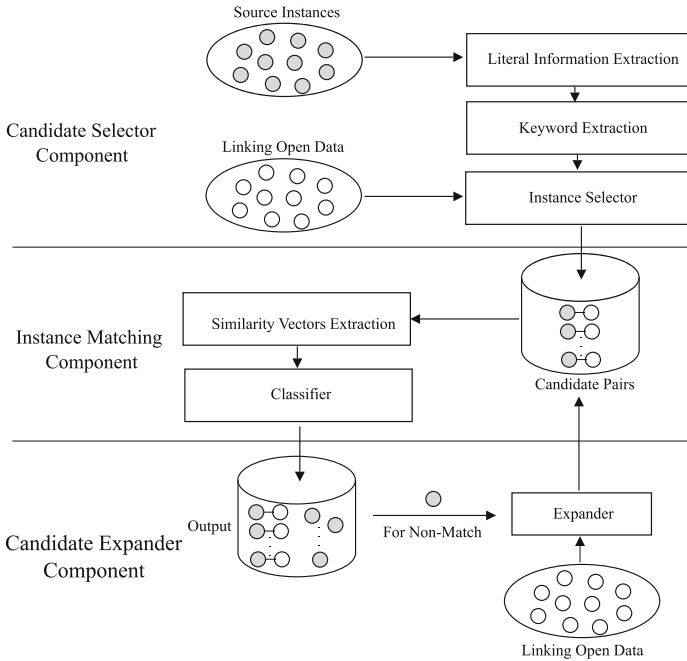 Source Instances
Literal Information Extraction
Keyword Extraction
Candidate Selector
Component
Linking Open Data
Instance Selector
Similarity Vectors Extraction
Instance Matching
Component
Candidate Pairs
Classifier
Output
For Non-Match
Expander
Candidate Expander
Component
Linking Open Data